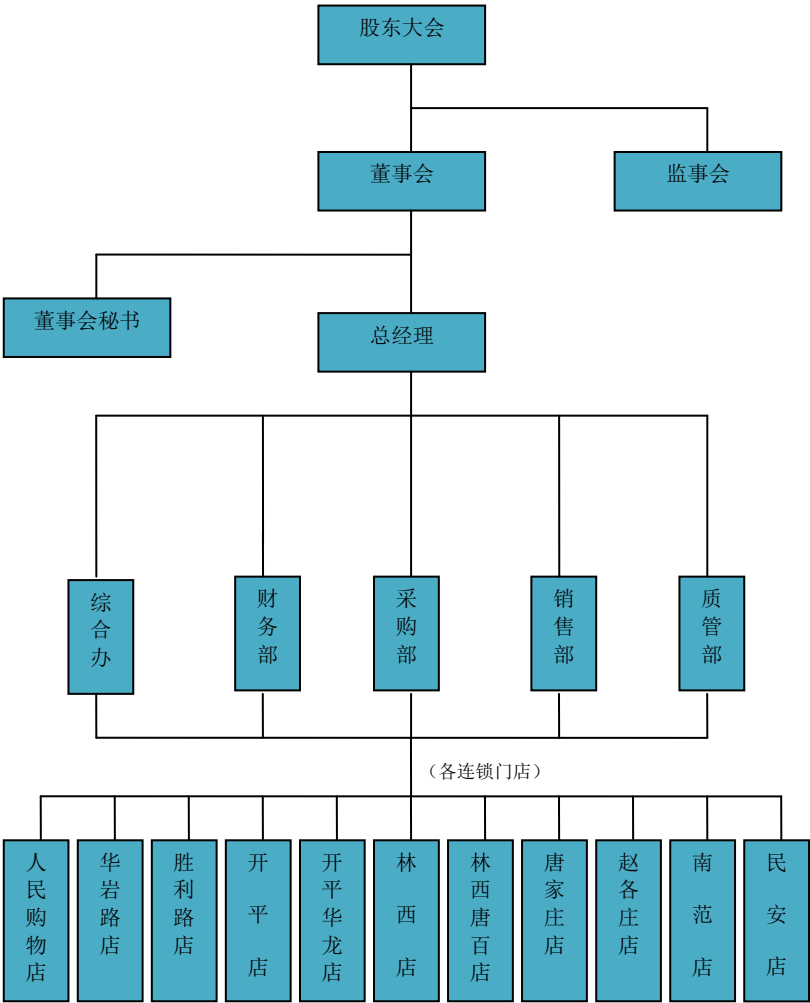 股东大会
董事会
监事会
董事会秘书
总经理
综合办
财务部
采购部
销售部
质管部
（各连锁门店）
人民购物店
华岩路店
胜利路店
开平店
开平华龙店
林西店
林西唐百店
唐家庄店
赵各庄店
南范店
民安店